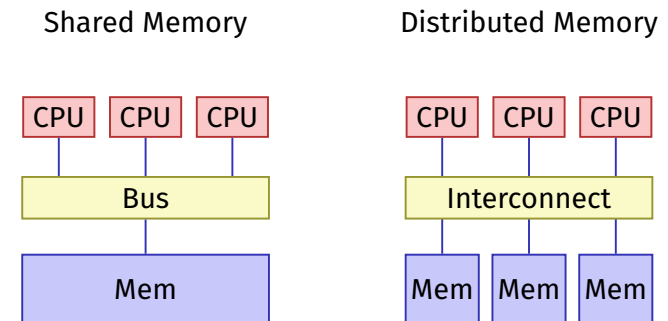 Shared Memory
CPU CPU CPU
Bus
Mem
Distributed Memory
CPU CPU CPU
Interconnect
Mem Mem Mem